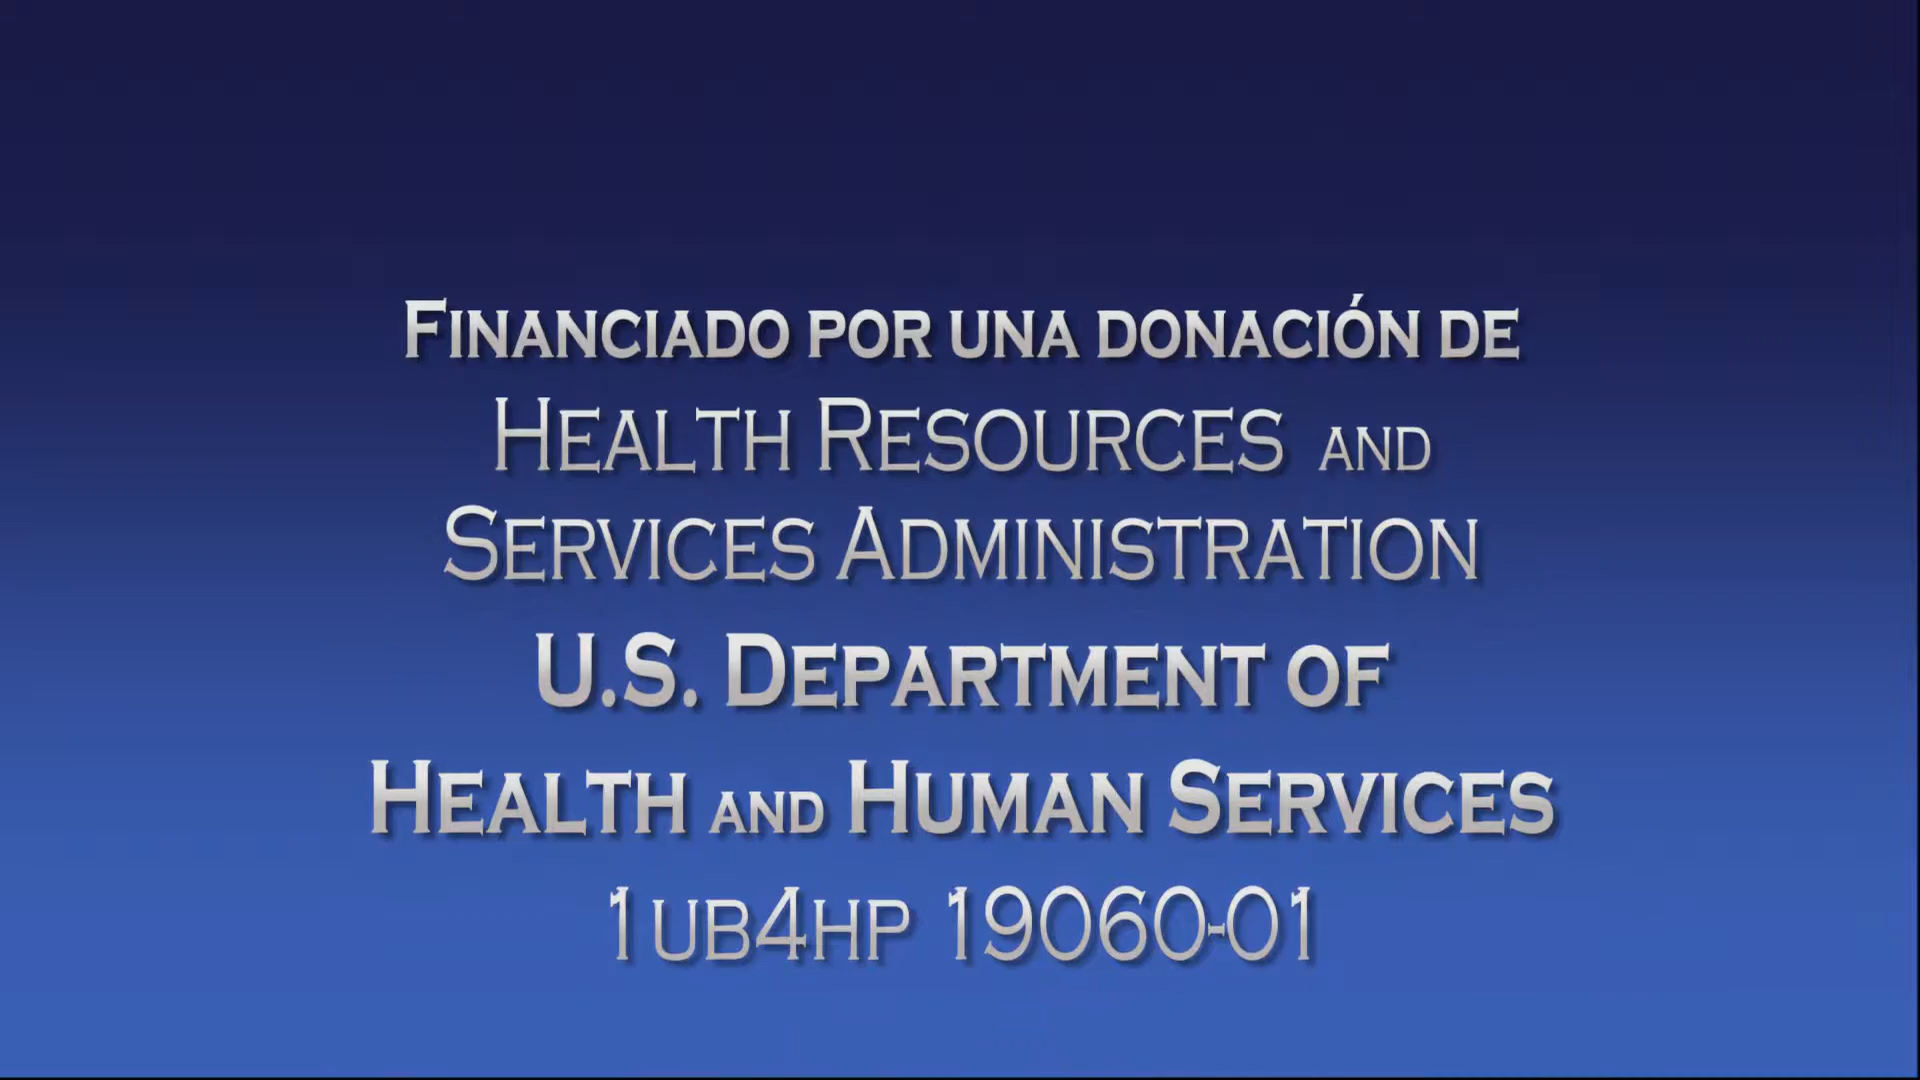 Financiado por una donación de
Health Resources and
Services Administration
U.S. Department of
Health and Human Services
1ub4hp 19060-01